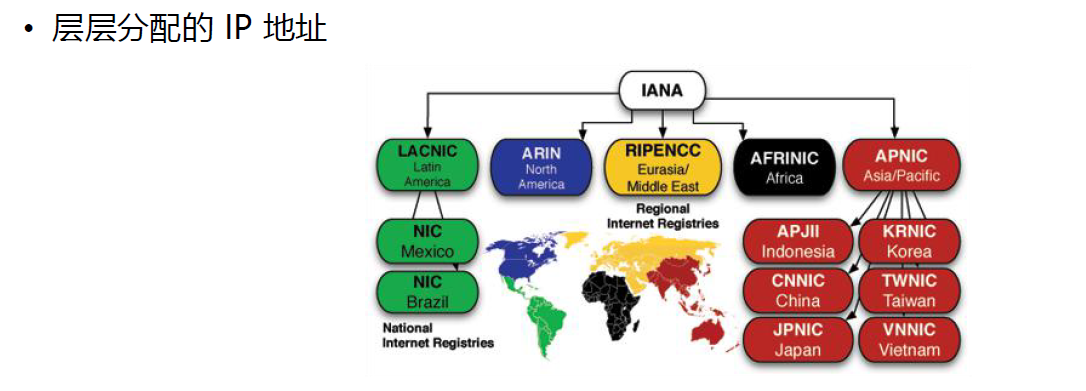 • 层层分配的 IP 地址
IANA
LACNIC
Latin
America
ARIN
North
America
RIPENCC
Eurasia/
Middle East
AFRINIC
Africa
APNIC
Asia/Pacific
Regional
Internet Registries
NIC
Mexico
NIC
Brazil
National
Internet Registries
APJII
Indonesia
KRNIC
Korea
CNNIC
China
TWNIC
Taiwan
JPNIC
Japan
VNNIC
Vietnam